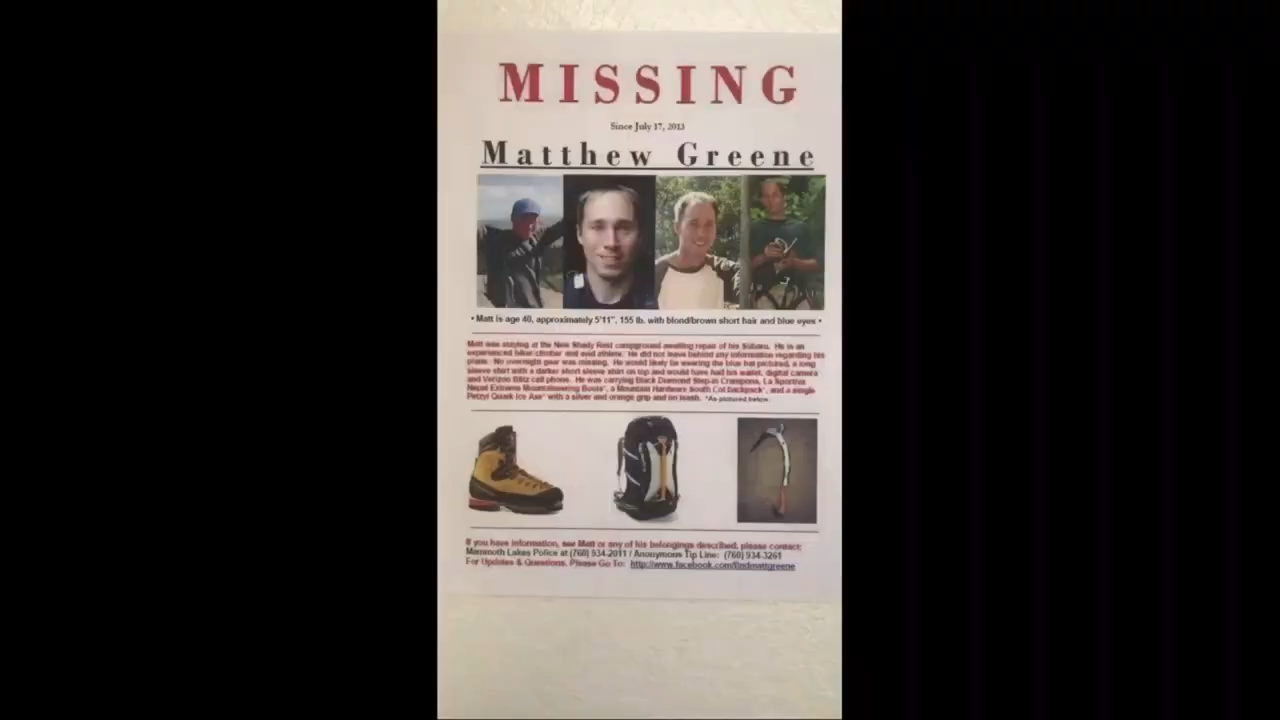 MISSING
Since July 17, 2013
Matthew Greene
• Matt is age 40, approximately 5'11", 155 lb. with blond/brown short hair and blue eyes •
Matt was staying at the New Shady Rest campground awaiting repair of his Subaru. He is an
experienced hiker/climber and avid athlete. He did not leave behind any information regarding his
plans. No overnight gear was missing. He would likely be wearing the blue hat pictured, a long
sleeve shirt with a darker short sleeve shirt on top and would have had his wallet, digital camera
and Verizon Blitz cell phone. He was carrying Black Diamond Step-in Crampons, La Sportiva
Nepal Extreme Mountaineering Boots*, a Mountain Hardware South Col Backpack*, and a single
Petzyl Quark Ice Axe* with a silver and orange grip and no leash. *As pictured below.
If you have information, see Matt or any of his belongings described, please contact:
Mammoth Lakes Police at (760) 934-2011 / Anonymous Tip Line: (760) 934-3261
For Updates & Questions, Please Go To: http://www.facebook.com/findmattgreene